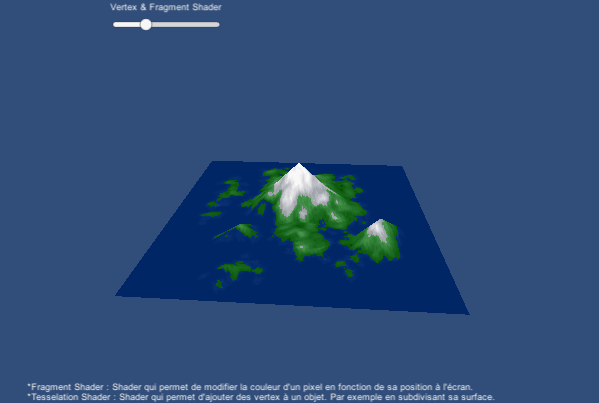 Vertex & Fragment Shader
*Fragment Shader : Shader qui permet de modifier la couleur d'un pixel en fonction de sa position à l'écran.
*Tesselation Shader : Shader qui permet d'ajouter des vertex à un objet. Par exemple en subdivisant sa surface.